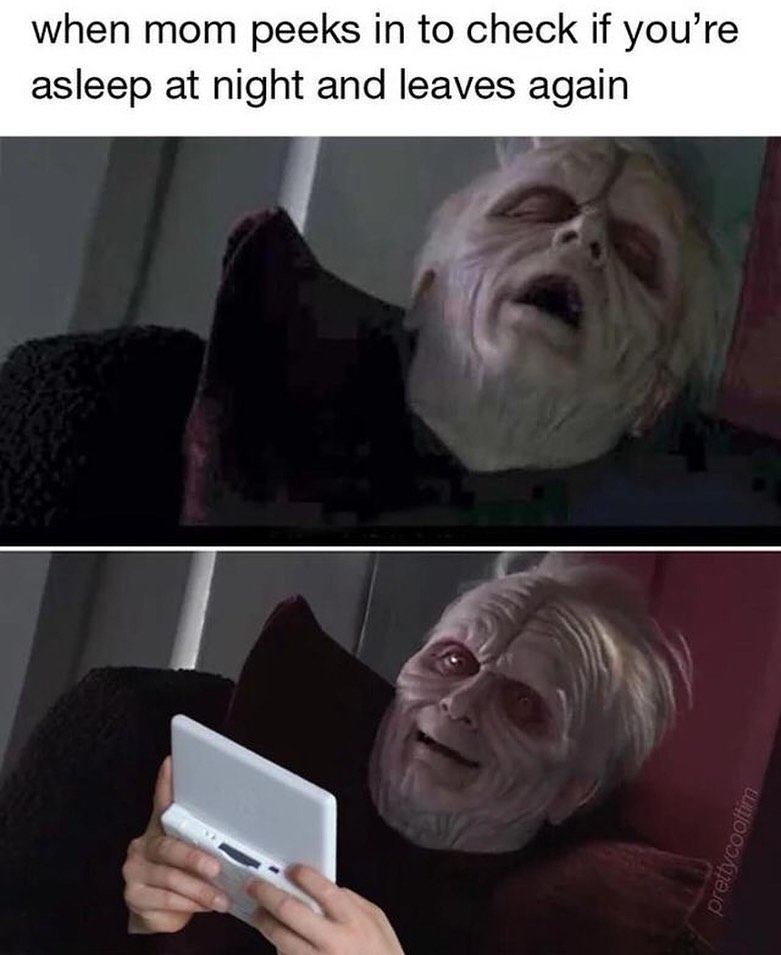 when mom peeks in to check if you’re
asleep at night and leaves again
prettycooltim